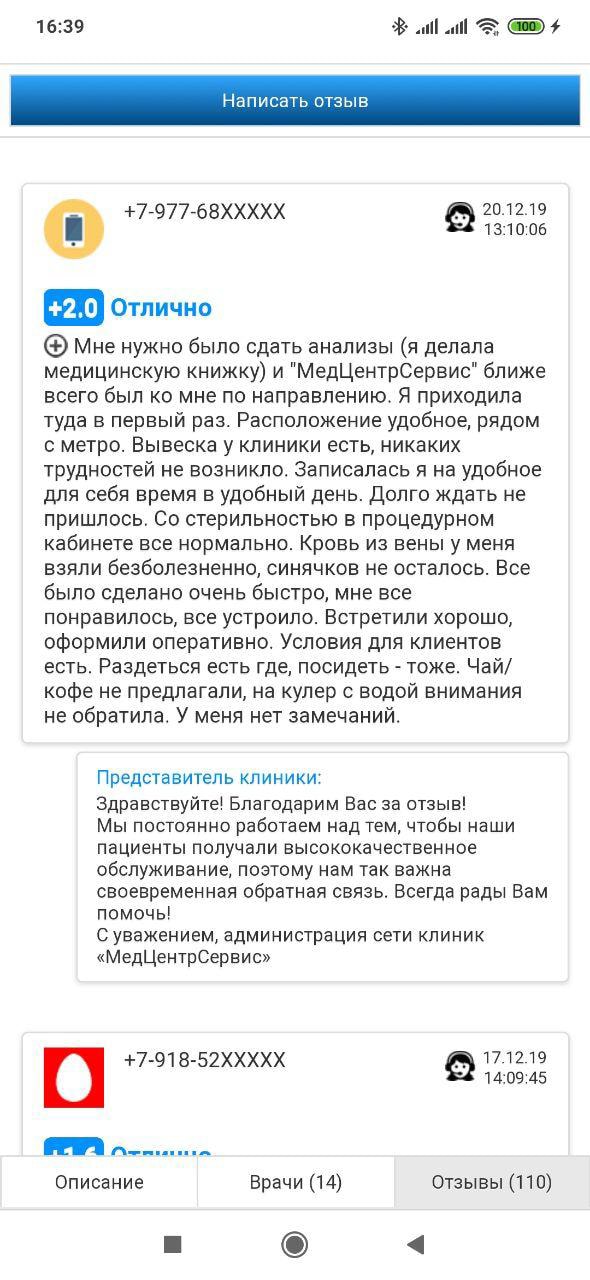 16:39
100
Написать отзыв
+7-977-68XXXXX
20.12.19
13:10:06
+2.0 Отлично
Мне нужно было сдать анализы (я делала
медицинскую книжку) и "МедЦентрСервис" ближе
всего был ко мне по направлению. Я приходила
туда в первый раз. Расположение удобное, рядом
с метро. Вывеска у клиники есть, никаких
трудностей не возникло. Записалась я на удобное
для себя время в удобный день. Долго ждать не
пришлось. Со стерильностью в процедурном
кабинете все нормально. Кровь из вены у меня
взяли безболезненно, синячков не осталось. Все
было сделано очень быстро, мне все
понравилось, все устроило. Встретили хорошо,
оформили оперативно. Условия для клиентов
есть. Раздеться есть где, посидеть - тоже. Чай/
кофе не предлагали, на кулер с водой внимания
не обратила. У меня нет замечаний.
Представитель клиники:
Здравствуйте! Благодарим Вас за отзыв!
Мы постоянно работаем над тем, чтобы наши
пациенты получали высококачественное
обслуживание, поэтому нам так важна
своевременная обратная связь. Всегда рады Вам
помочь!
С уважением, администрация сети клиник
«МедЦентрСервис»
+7-918-52XXXXX
17.12.19
14:09:45
+1.6 Отлично
Описание
Врачи (14)
Отзывы (110)